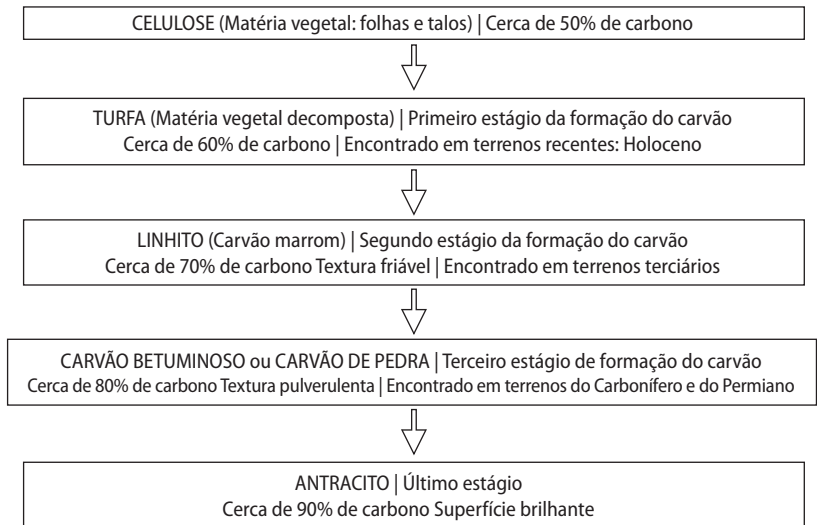 CELULOSE (Matéria vegetal: folhas e talos) | Cerca de 50% de carbono
TURFA (Matéria vegetal decomposta) | Primeiro estágio da formação do carvão
Cerca de 60% de carbono | Encontrado em terrenos recentes: Holoceno
LINHITO (Carvão marrom) | Segundo estágio da formação do carvão
Cerca de 70% de carbono Textura friável | Encontrado em terrenos terciários
CARVÃO BETUMINOSO ou CARVÃO DE PEDRA | Terceiro estágio de formação do carvão
Cerca de 80% de carbono Textura pulverulenta | Encontrado em terrenos do Carbonífero e do Permiano
ANTRACITO | Último estágio
Cerca de 90% de carbono Superfície brilhante